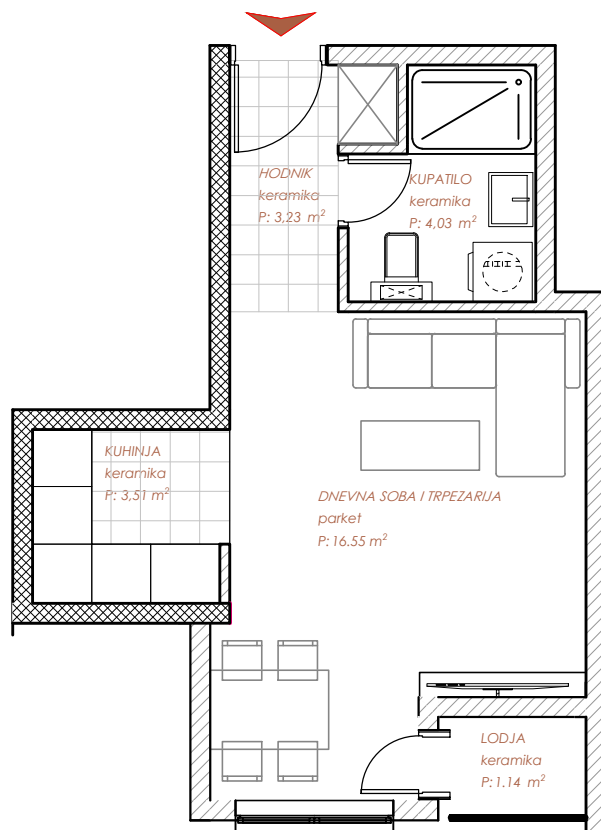 HODNIK
keramika
P: 3,23 m²
KUPATILO
keramika
P: 4,03 m²
KUHINJA
keramika
P: 3,51 m²
DNEVNA SOBA I TRPEZARIJA
parket
P: 16.55 m²
LODJA
keramika
P: 1.14 m²